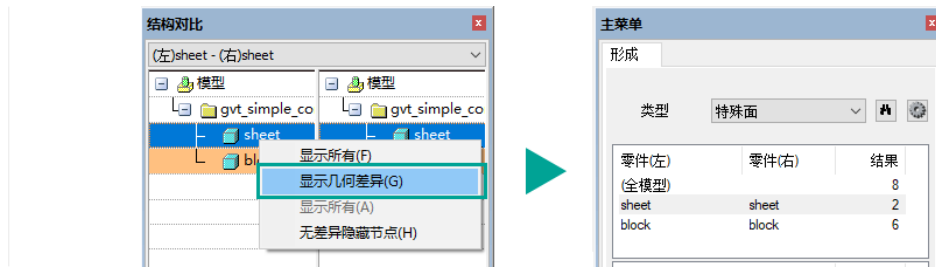 结构对比
(左)sheet - (右)sheet
模型
模型
gvt_simple_co
gvt_simple_co
sheet
sheet
显示所有(F)
显示几何差异(G)
显示所有(A)
无差异隐藏节点(H)
主菜单
形成
类型
特殊面
零件(左) 零件(右) 结果
(全模型) 8
sheet sheet 2
block block 6